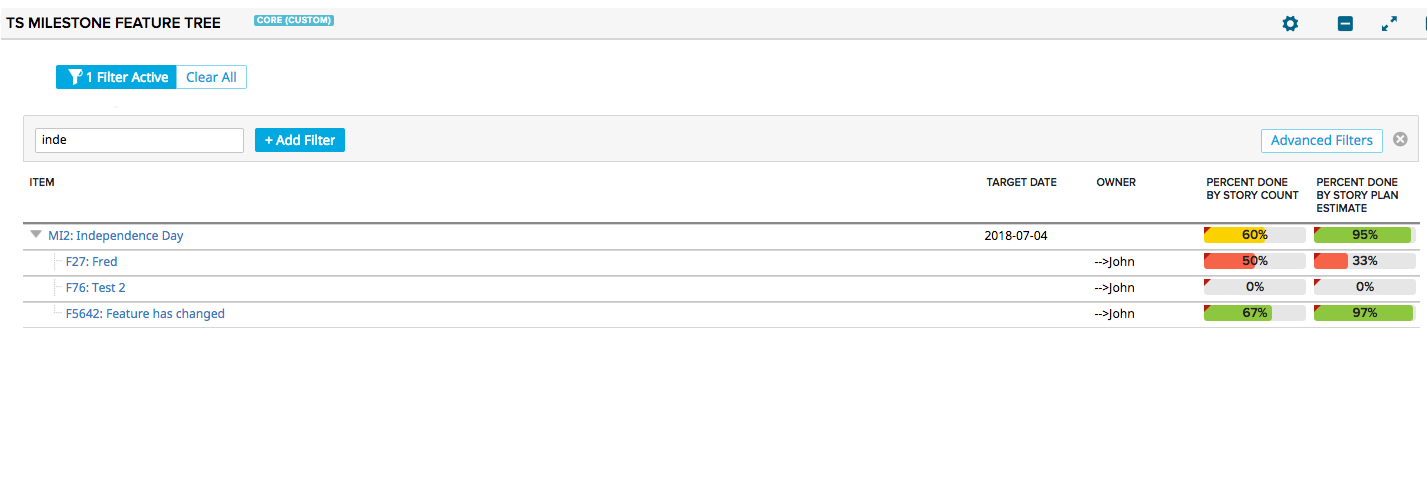 TS MILESTONE FEATURE TREE CORE (CUSTOM)
1 Filter Active Clear All
inde + Add Filter Advanced Filters
ITEM TARGET DATE OWNER PERCENT DONE BY STORY COUNT PERCENT DONE BY STORY PLAN ESTIMATE
MI2: Independence Day 2018-07-04 60% 95%
F27: Fred -->John 50% 33%
F76: Test 2 -->John 0% 0%
F5642: Feature has changed -->John 67% 97%